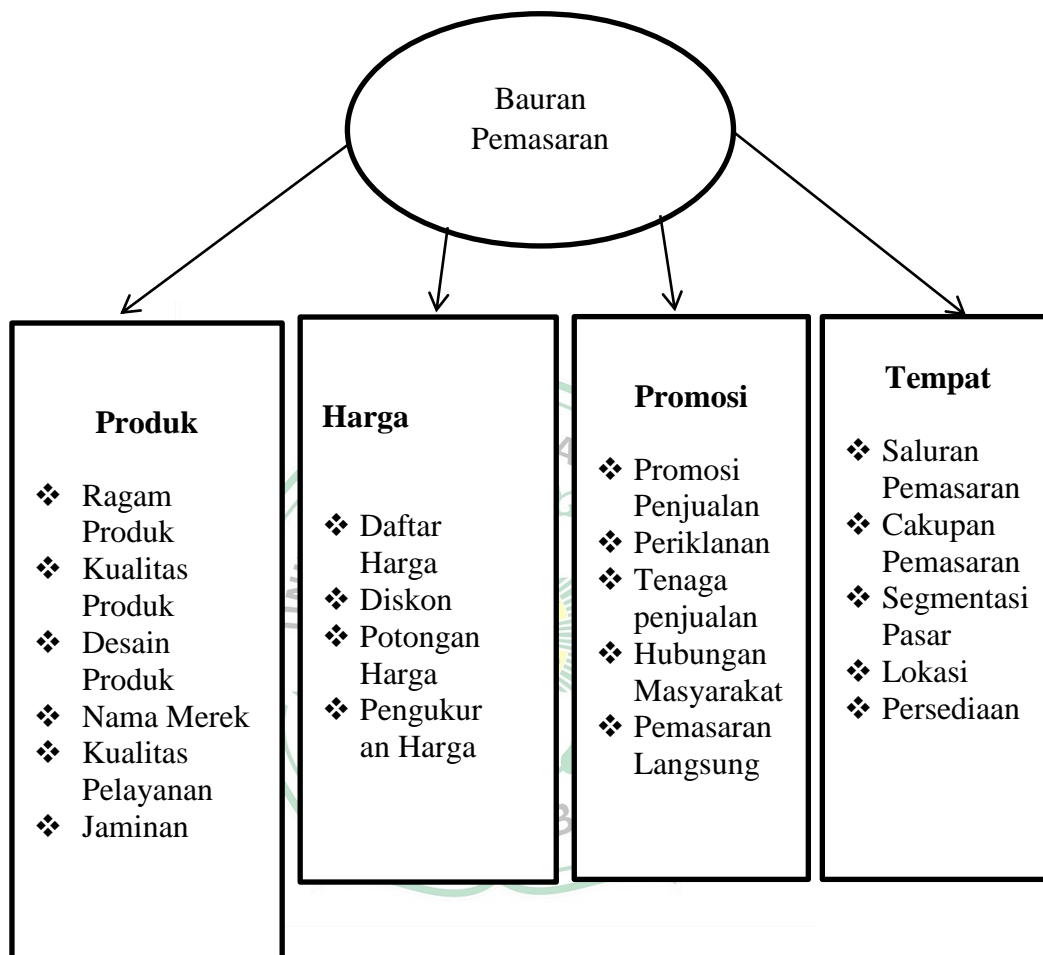 Bauran
Pemasaran
Produk
❖ Ragam
Produk
❖ Kualitas
Produk
❖ Desain
Produk
❖ Nama Merek
❖ Kualitas
Pelayanan
❖ Jaminan
Harga
❖ Daftar
Harga
❖ Diskon
❖ Potongan
Harga
❖ Pengukur
an Harga
Promosi
❖ Promosi
Penjualan
❖ Periklanan
❖ Tenaga
penjualan
❖ Hubungan
Masyarakat
❖ Pemasaran
Langsung
Tempat
❖ Saluran
Pemasaran
❖ Cakupan
Pemasaran
❖ Segmentasi
Pasar
❖ Lokasi
❖ Persediaan